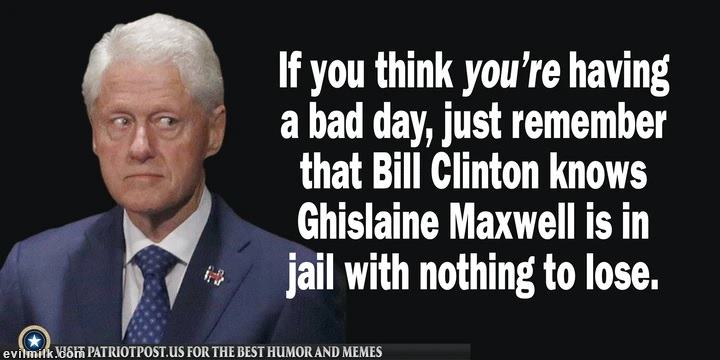 If you think you're having
a bad day, just remember
that Bill Clinton knows
Ghislaine Maxwell is in
jail with nothing to lose.
evilmilk.com VISIT PATRIOTPOST.US FOR THE BEST HUMOR AND MEMES